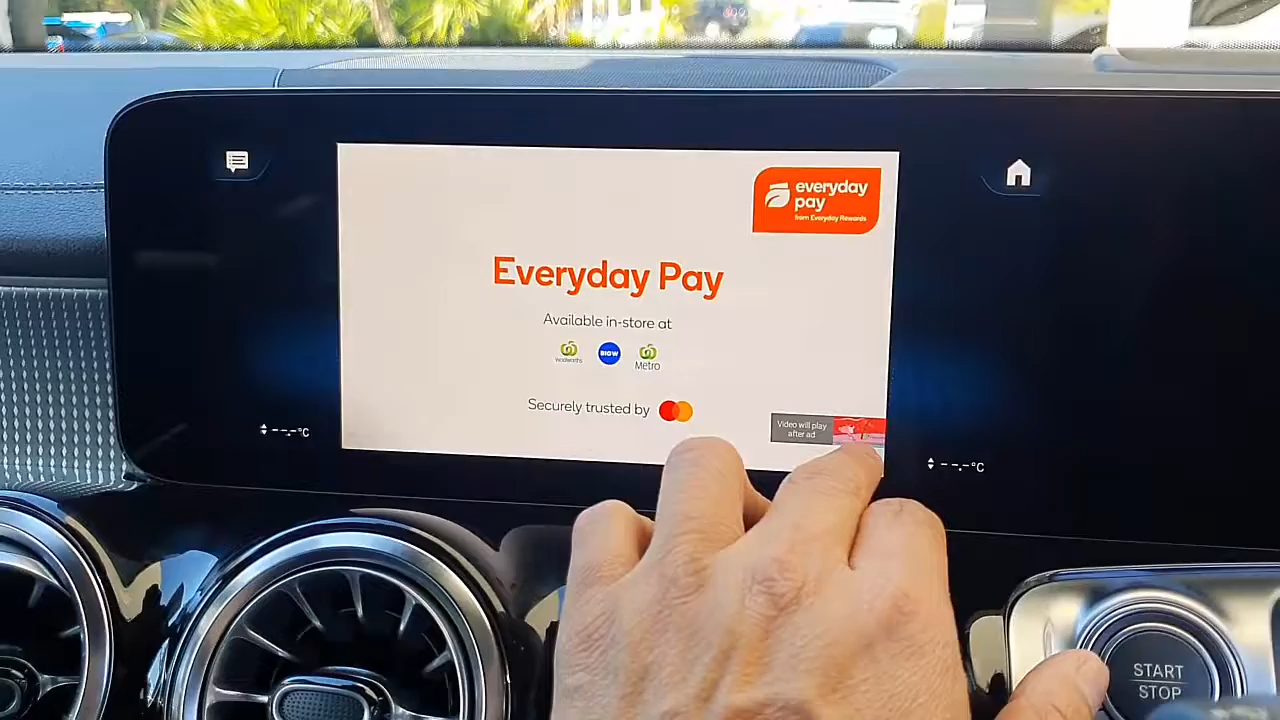 everyday
pay
from Everyday Rewards
Everyday Pay
Available in-store at
woolworths
BIG W
Metro
Securely trusted by
Video will play
after ad
--.-°C
--.-°C
START
STOP